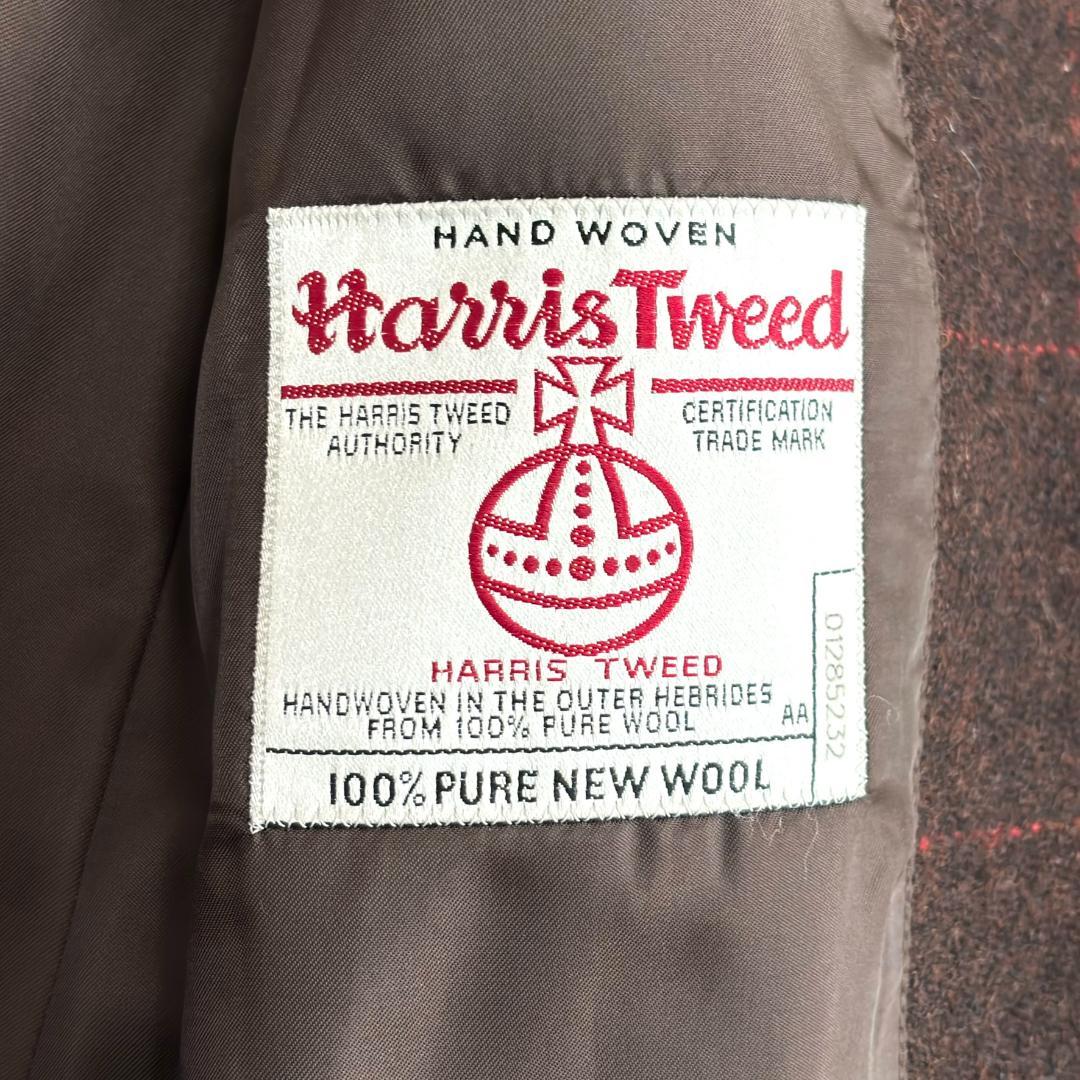 HAND WOVEN
Harris Tweed
THE HARRIS TWEED
AUTHORITY
CERTIFICATION
TRADE MARK
HARRIS TWEED
HANDWOVEN IN THE OUTER HEBRIDES
FROM 100% PURE WOOL
AA
01285232
100% PURE NEW WOOL